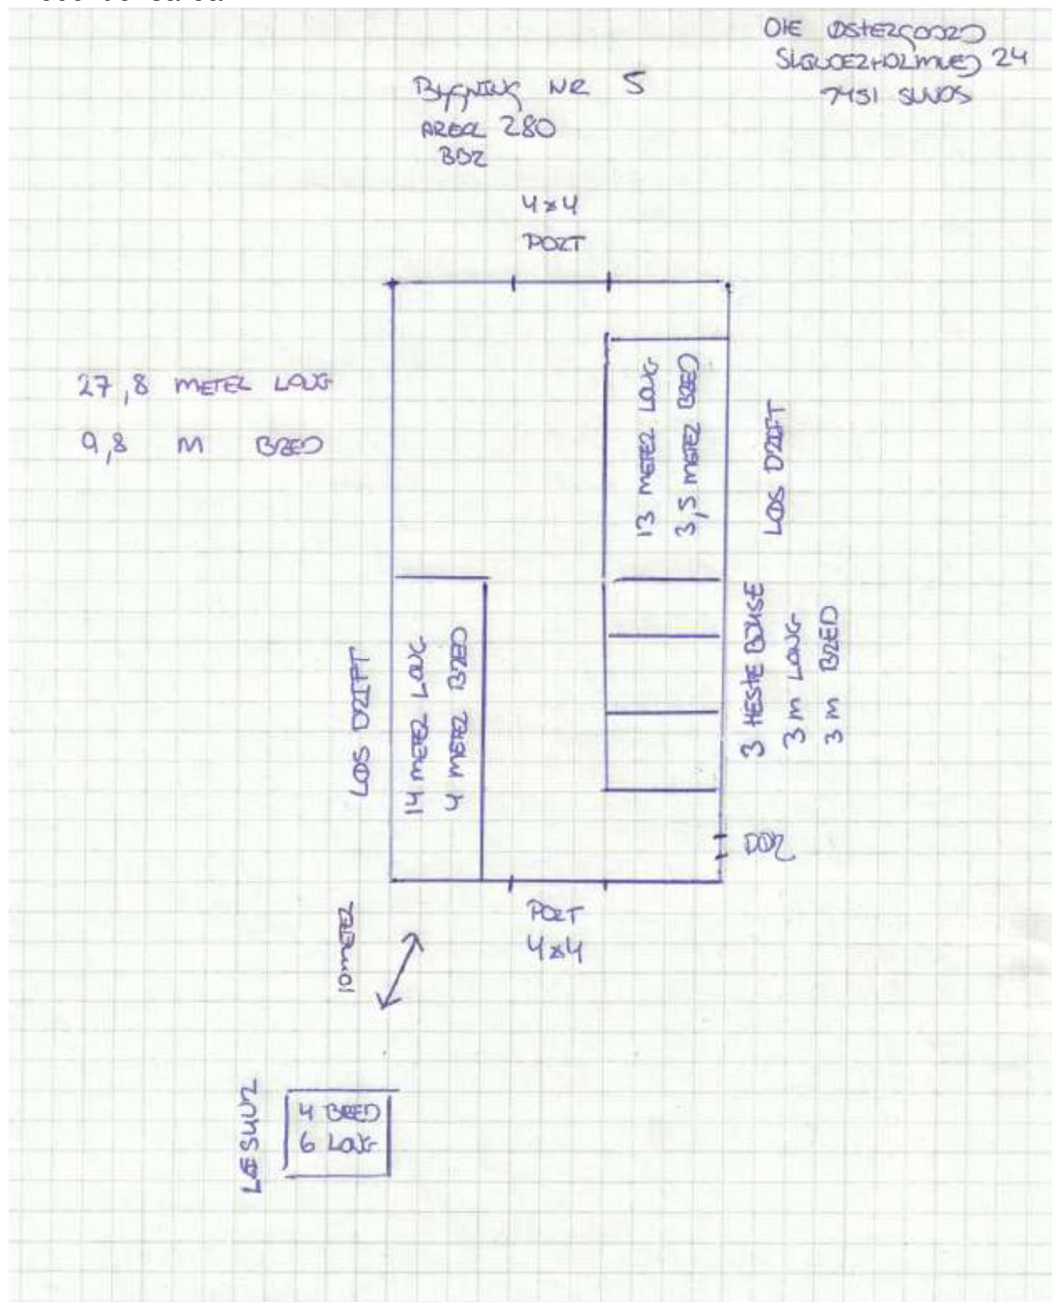 OLE ØSTERGAARD
24
7451 SUNDS
BYGNING NR 5
AREAL 280
BBR
4x4
PORT
27,8 METER LANG
9,8 M BRED
13 METER LANG
3,5 METER BRED
LØS DRIFT
3 HESTE BOKSE
3 M LANG
3 M BRED
LØS DRIFT
14 METER LANG
4 METER BRED
DØR
PORT
4x4
10 METER
LÆSKUR
4 BRED
6 LANG